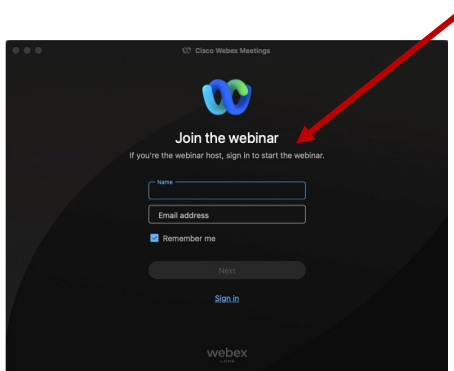 Cisco Webex Meetings
Join the webinar
If you're the webinar host, sign in to start the webinar.
Name
Email address
Remember me
Next
Sign in
webex